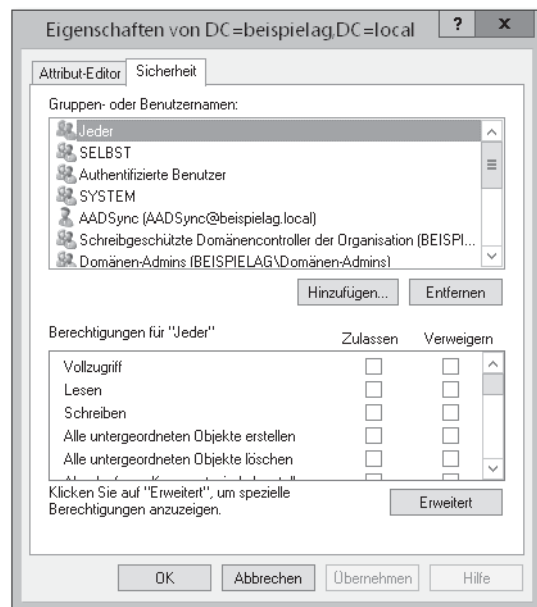 Eigenschaften von DC=beispielag,DC=local
?
x
Attribut-Editor
Sicherheit
Gruppen- oder Benutzernamen:
Jeder
SELBST
Authentifizierte Benutzer
SYSTEM
AADSync (AADSync@beispielag.local)
Schreibgeschützte Domänencontroller der Organisation (BEISPI...
Domänen-Admins (BEISPIELAG\Domänen-Admins)
Hinzufügen...
Entfernen
Berechtigungen für "Jeder"
Zulassen
Verweigern
Vollzugriff
Lesen
Schreiben
Alle untergeordneten Objekte erstellen
Alle untergeordneten Objekte löschen
Klicken Sie auf "Erweitert", um spezielle
Berechtigungen anzuzeigen.
Erweitert
OK
Abbrechen
Übernehmen
Hilfe